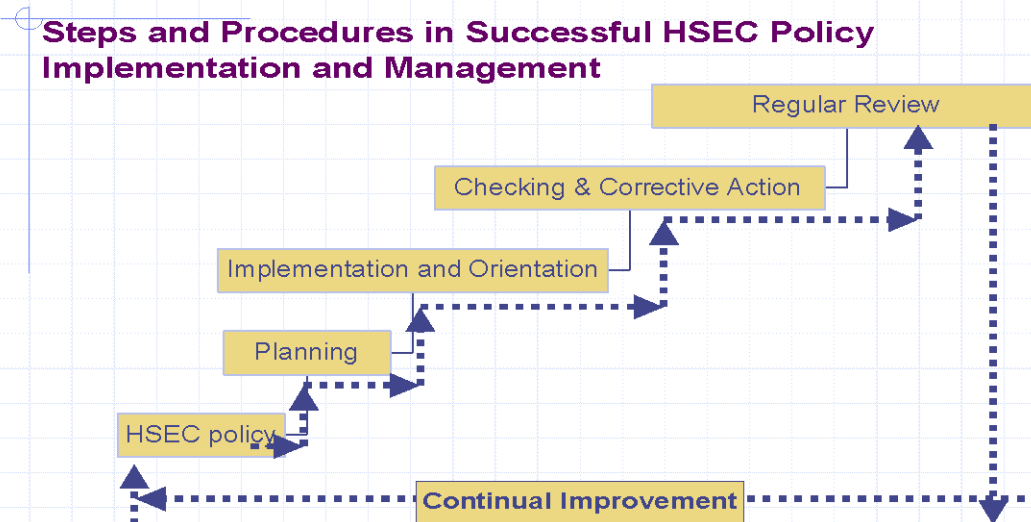 Steps and Procedures in Successful HSEC Policy
Implementation and Management
Regular Review
Checking & Corrective Action
Implementation and Orientation
Planning
HSEC policy
Continual Improvement